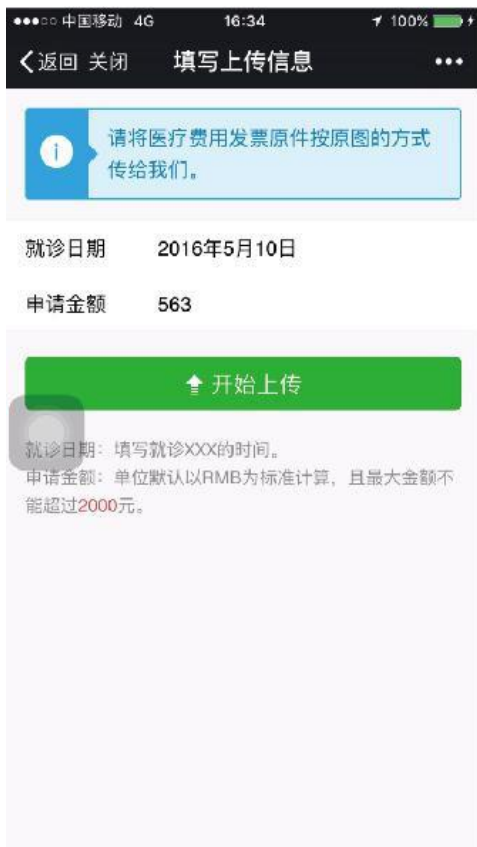 中国移动 4G 16:34 100%
返回 关闭 填写上传信息
请将医疗费用发票原件按原图的方式
传给我们。
就诊日期 2016年5月10日
申请金额 563
开始上传
就诊日期：填写就诊XXX的时间。
申请金额：单位默认以RMB为标准计算，且最大金额不
能超过2000元。